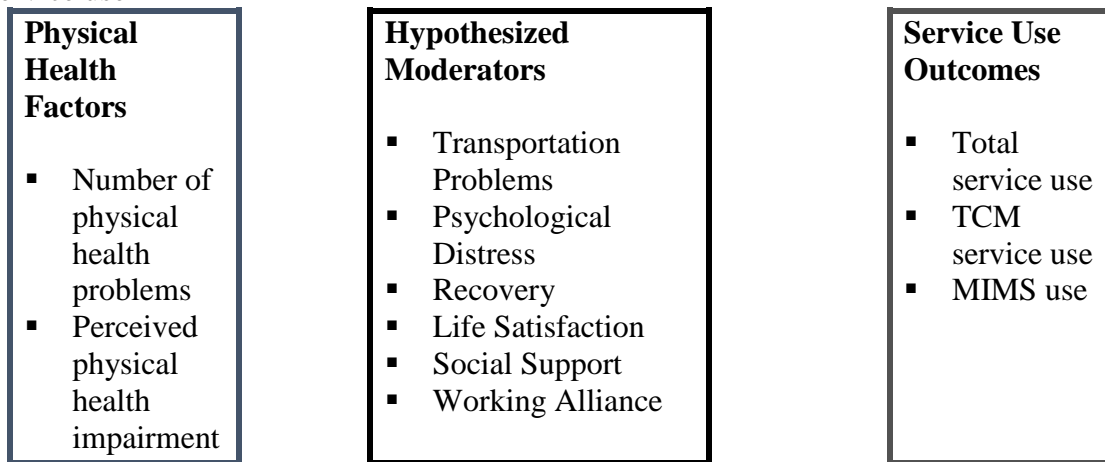 Physical
Health
Factors
▪ Number of
physical
health
problems
▪ Perceived
physical
health
impairment
Hypothesized
Moderators
▪ Transportation
Problems
▪ Psychological
Distress
▪ Recovery
▪ Life Satisfaction
▪ Social Support
▪ Working Alliance
Service Use
Outcomes
▪ Total
service use
▪ TCM
service use
▪ MIMS use